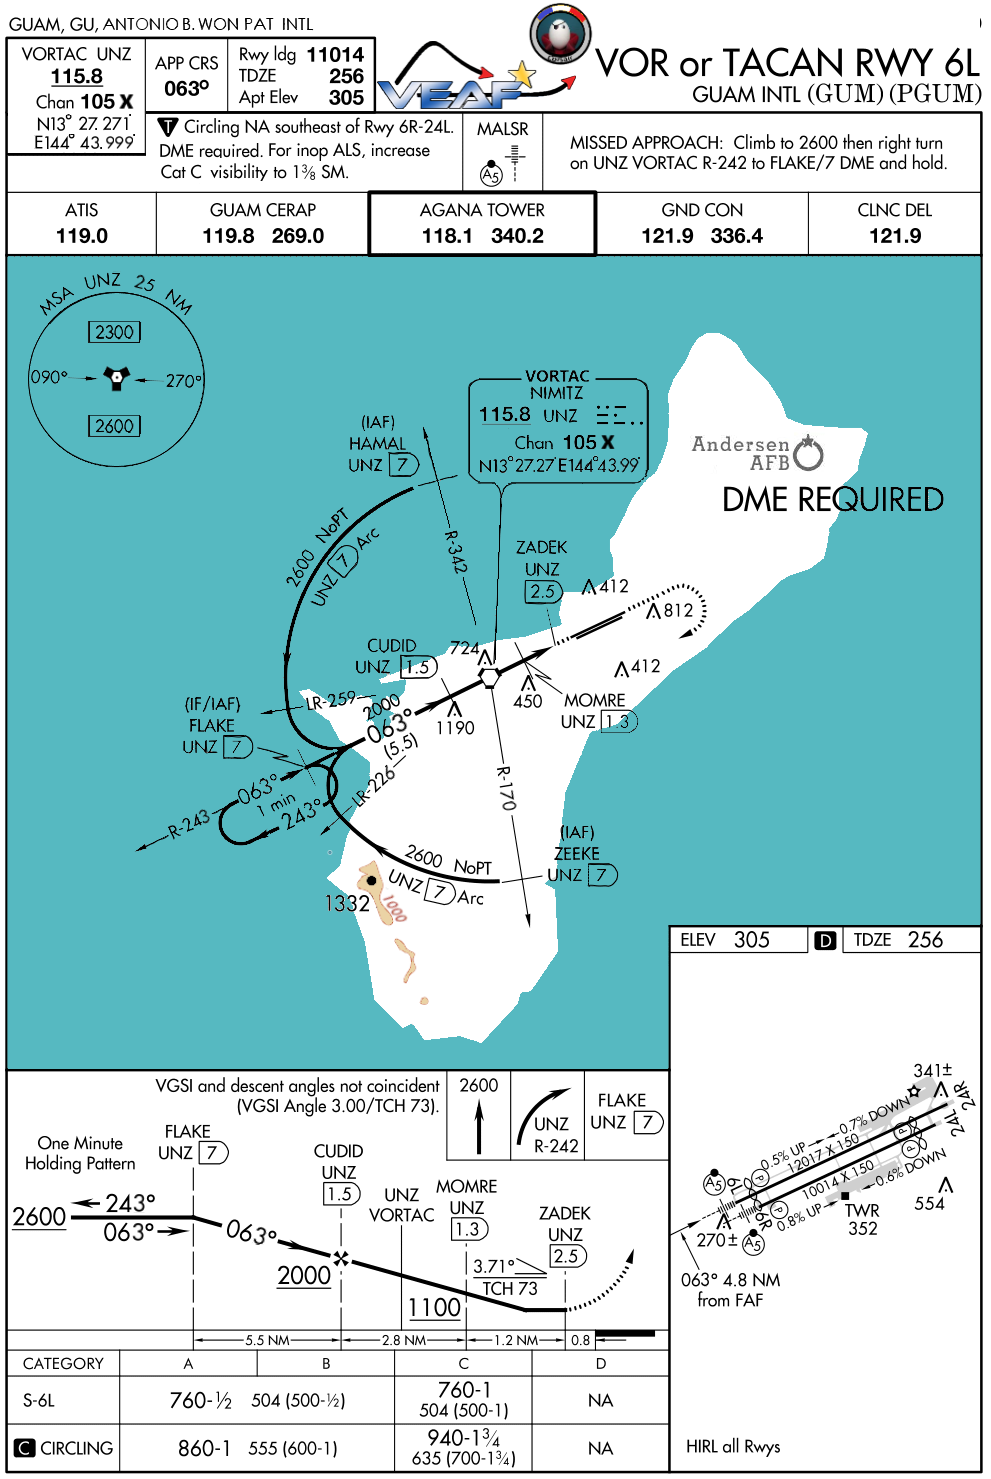 GUAM, GU, ANTONIO B. WON PAT INTL
VORTAC UNZ
115.8
Chan 105 X
N13° 27.271'
E144° 43.999'
APP CRS
063°
Rwy ldg 11014
TDZE 256
Apt Elev 305
VEAF
VOR or TACAN RWY 6L
GUAM INTL (GUM) (PGUM)
T Circling NA southeast of Rwy 6R-24L.
DME required. For inop ALS, increase
Cat C visibility to 1⅜ SM.
MALSR
A5
MISSED APPROACH: Climb to 2600 then right turn
on UNZ VORTAC R-242 to FLAKE/7 DME and hold.
ATIS
119.0
GUAM CERAP
119.8 269.0
AGANA TOWER
118.1 340.2
GND CON
121.9 336.4
CLNC DEL
121.9
MSA UNZ 25 NM
2300
090°
270°
2600
VORTAC
NIMITZ
115.8 UNZ
Chan 105 X
N13°27.27' E144°43.99'
Andersen
AFB
DME REQUIRED
(IAF)
HAMAL
UNZ 7
2600 NoPT
UNZ 7 Arc
R-342
ZADEK
UNZ
2.5
412
812
412
CUDID
UNZ 1.5
724
450
1190
MOMRE
UNZ 1.3
LR-259
2000
063°
(5.5)
(IF/IAF)
FLAKE
UNZ 7
063°
1 min
243°
R-243
LR-226
R-170
(IAF)
ZEEKE
UNZ 7
2600 NoPT
UNZ 7 Arc
1332
1000
ELEV 305
D
TDZE 256
341±
24R
24L
0.7% DOWN
0.5% UP
12017 X 150
10014 X 150
0.6% DOWN
0.8% UP
P
P
P
P
6L
6R
A5
A5
270±
TWR
352
554
063° 4.8 NM
from FAF
HIRL all Rwys
VGSI and descent angles not coincident
(VGSI Angle 3.00/TCH 73).
2600
UNZ
R-242
FLAKE
UNZ 7
One Minute
Holding Pattern
FLAKE
UNZ 7
CUDID
UNZ
1.5
UNZ
VORTAC
MOMRE
UNZ
1.3
ZADEK
UNZ
2.5
2600
243°
063°
063°
2000
1100
3.71°
TCH 73
5.5 NM
2.8 NM
1.2 NM
0.8
CATEGORY A B C D
S-6L 760-½ 504 (500-½) 760-1 504 (500-1) NA
C CIRCLING 860-1 555 (600-1) 940-1¾ 635 (700-1¾) NA